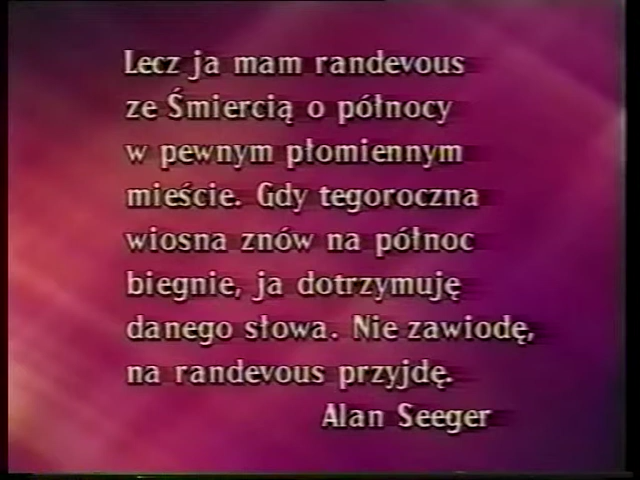 Lecz ja mam randevous
ze Śmiercią o północy
w pewnym płomiennym
mieście. Gdy tegoroczna
wiosna znów na północ
biegnie, ja dotrzymuję
danego słowa. Nie zawiodę,
na randevous przyjdę.
Alan Seeger